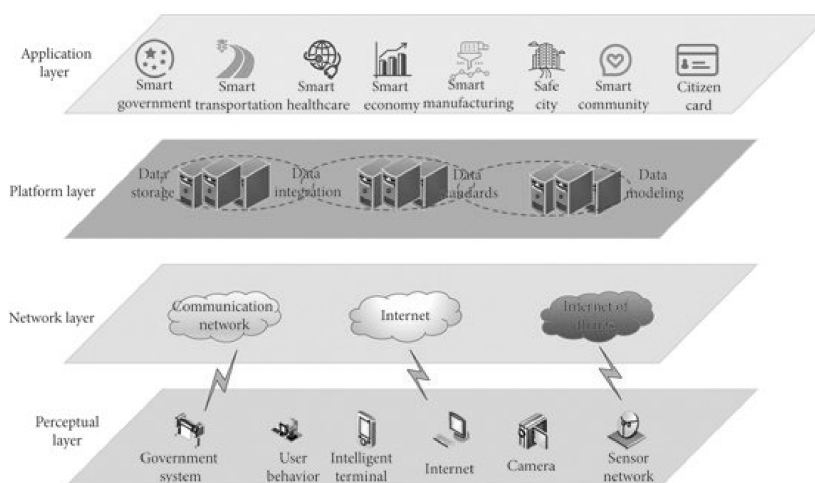 Application
layer
Smart
government
Smart
transportation
Smart
healthcare
Smart
economy
Smart
manufacturing
Safe
city
Smart
community
Citizen
card
Platform layer
Data
storage
Data
integration
Data
standards
Data
modeling
Network layer
Communication
network
Internet
Internet of
things
Perceptual
layer
Government
system
User
behavior
Intelligent
terminal
Internet
Camera
Sensor
network